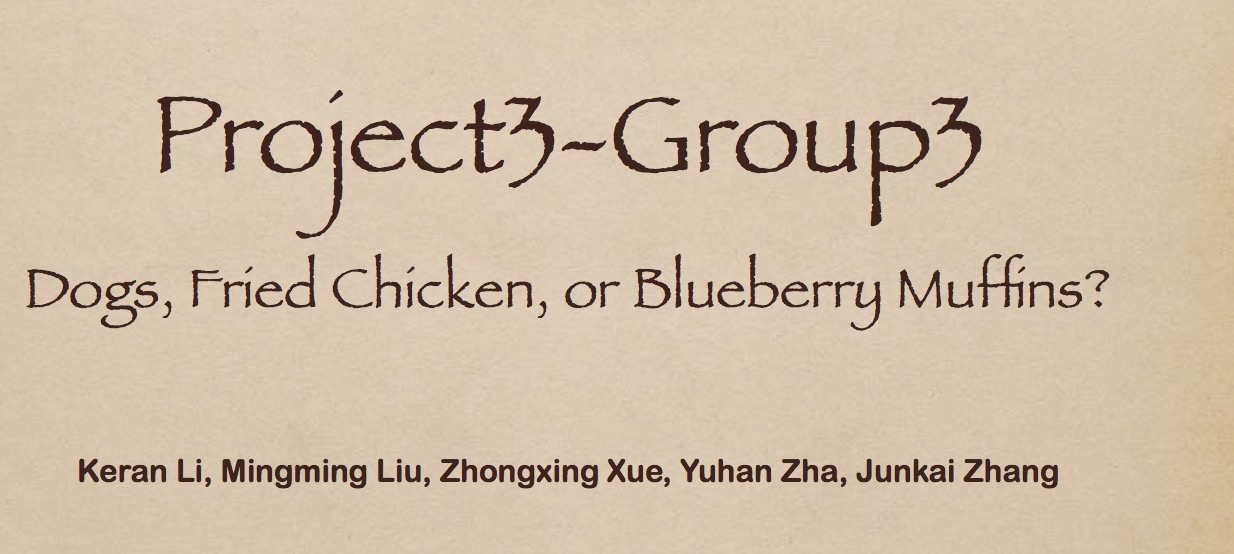 Project3-Group3
Dogs, Fried Chicken, or Blueberry Muffins?
Keran Li, Mingming Liu, Zhongxing Xue, Yuhan Zha, Junkai Zhang